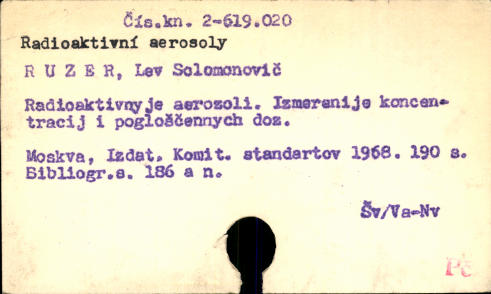 Čís.kn. 2-619.020
Radioaktivní aerosoly
R U Z E R, Lev Solomonovič
Radioaktivnyje aerozoli. Izmerenije koncen-
tracij i pogloščennych doz.
Moskva, Izdat. Komit. standartov 1968. 190 s.
Bibliogr.s. 186 a n.
Šv/Va-Nv
Pč